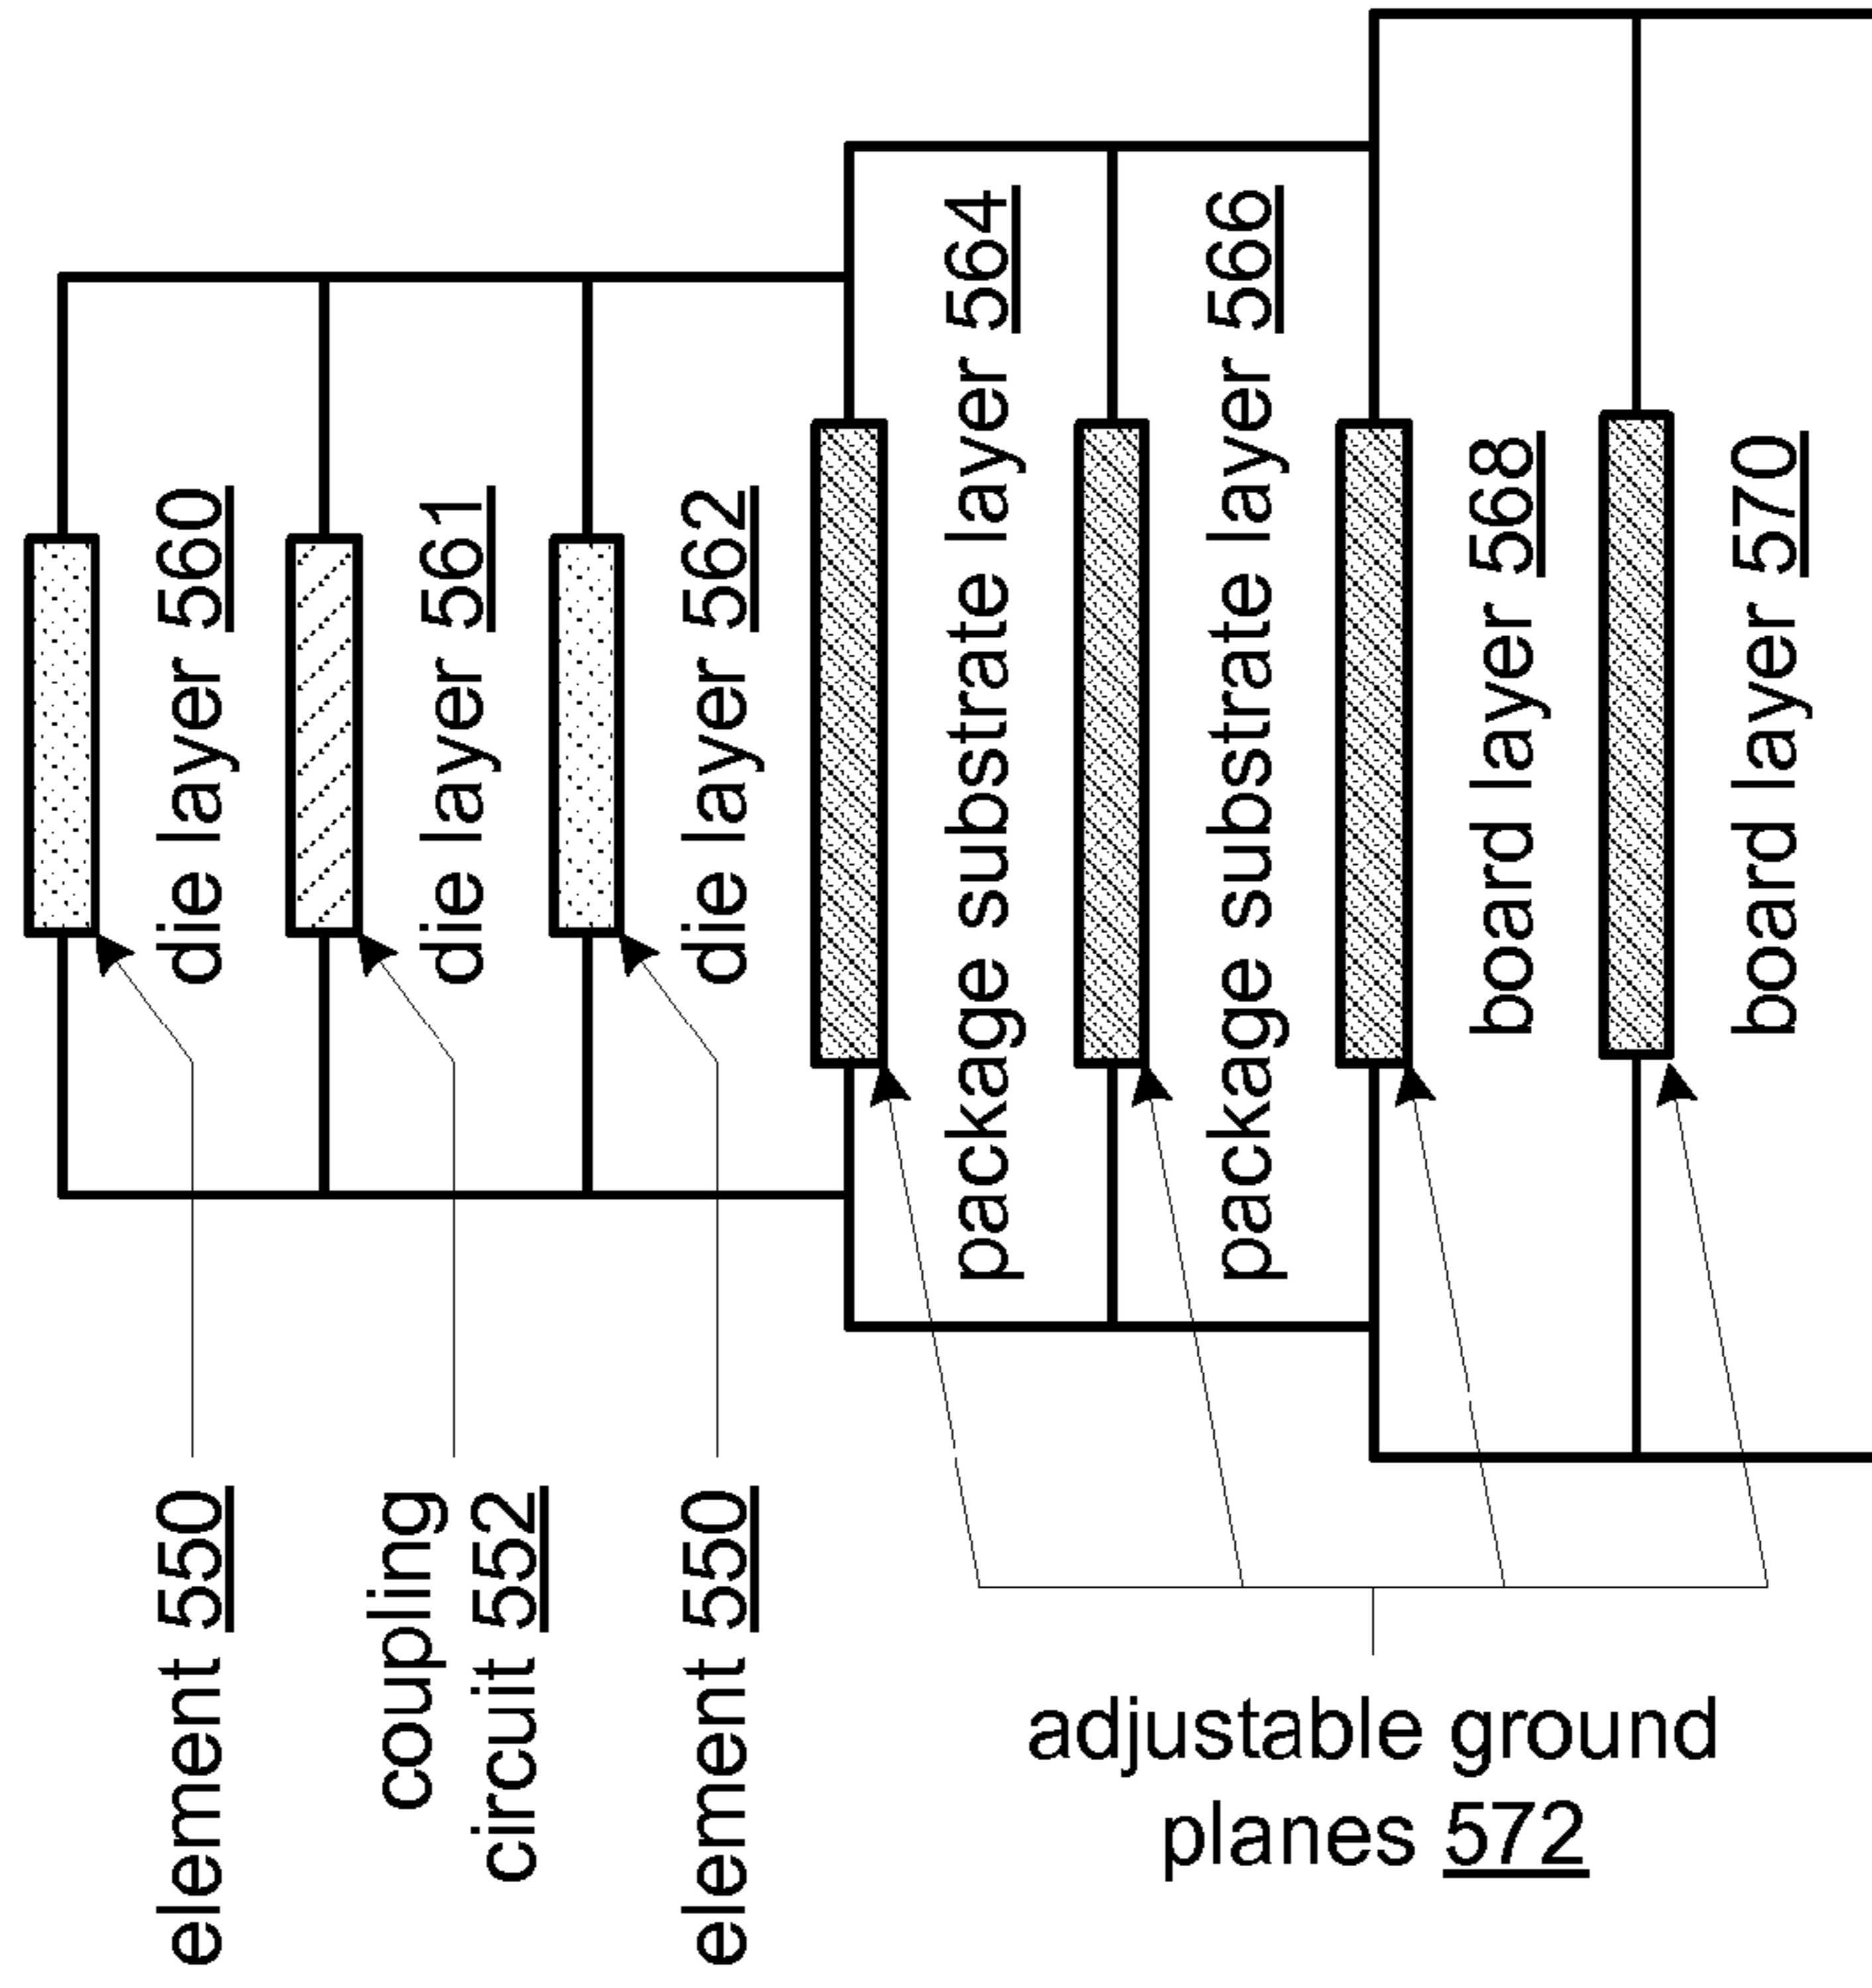 element 550
coupling
circuit 552
element 550
die layer 560
die layer 561
die layer 562
package substrate layer 564
package substrate layer 566
board layer 568
board layer 570
adjustable ground
planes 572